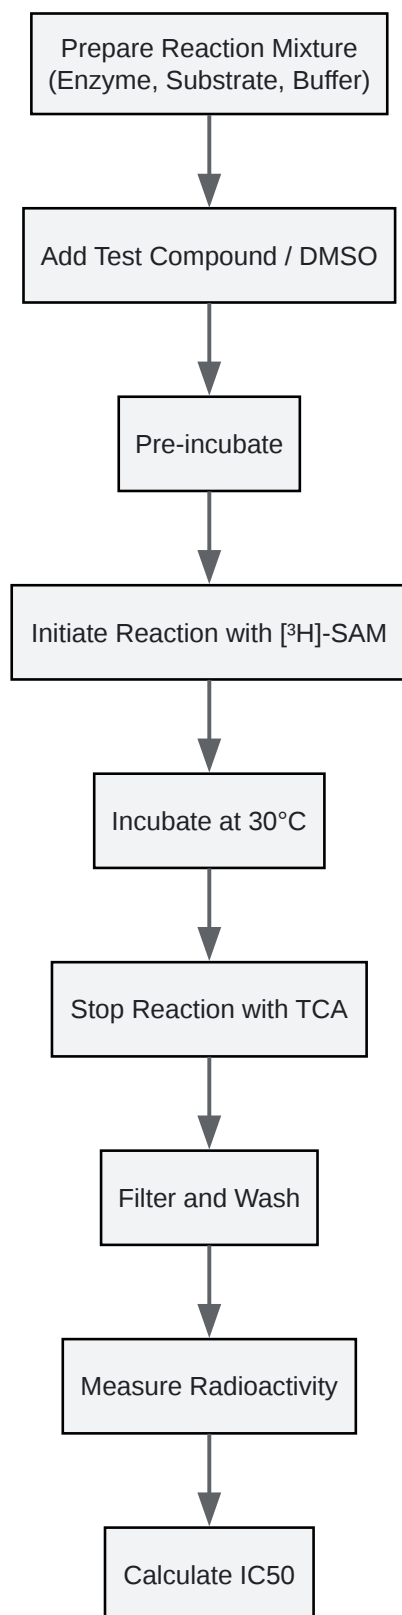 Prepare Reaction Mixture
(Enzyme, Substrate, Buffer)
Add Test Compound / DMSO
Pre-incubate
Initiate Reaction with [³H]-SAM
Incubate at 30°C
Stop Reaction with TCA
Filter and Wash
Measure Radioactivity
Calculate IC50